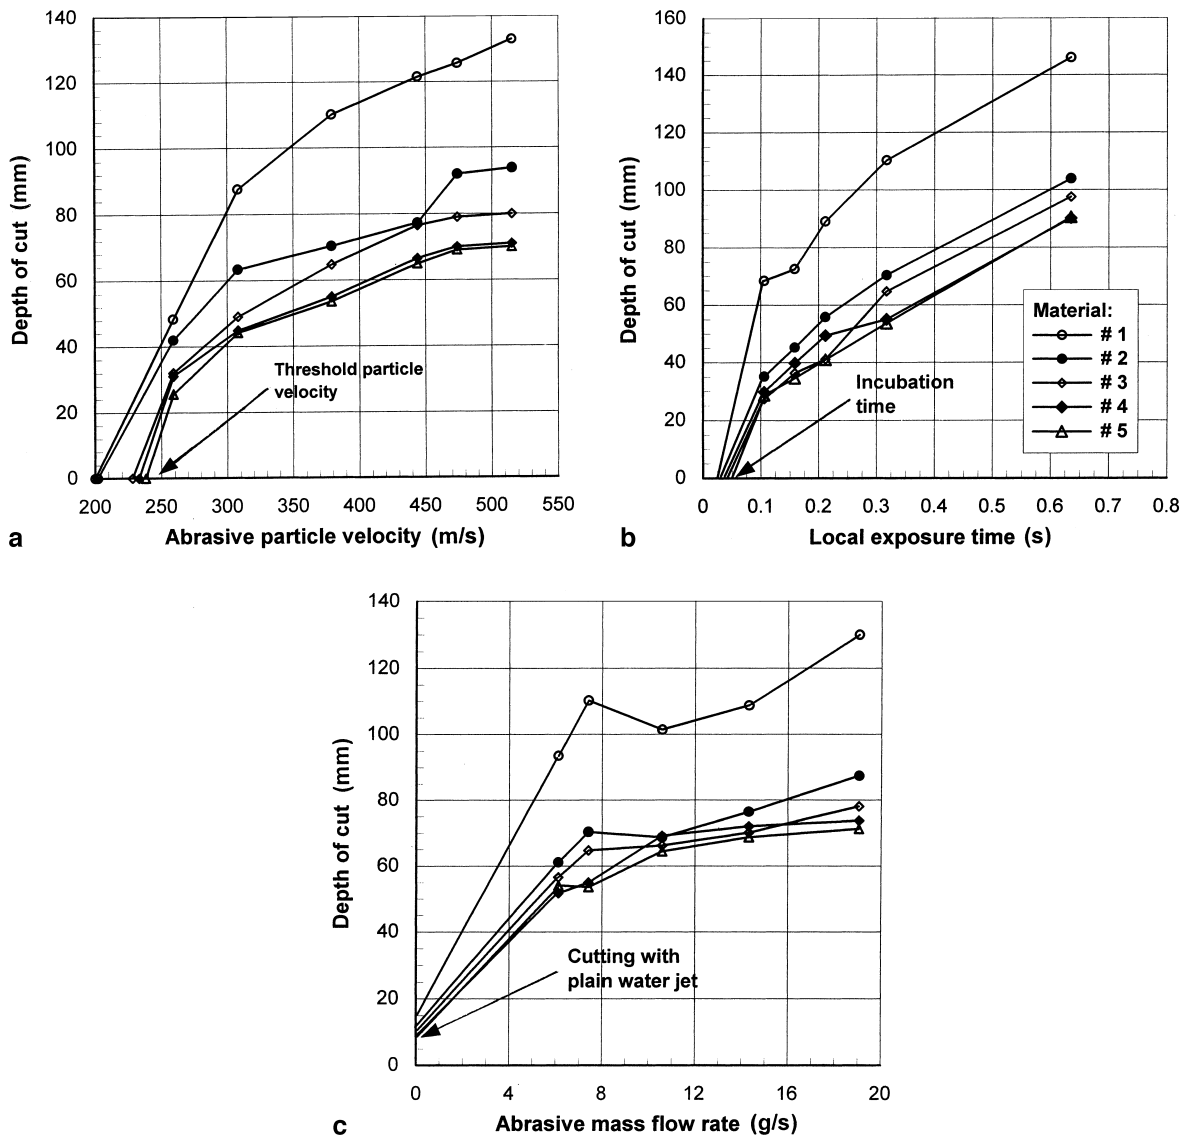 140
120
100
80
60
40
20
0
Depth of cut (mm)
Threshold particle
velocity
200 250 300 350 400 450 500 550
a Abrasive particle velocity (m/s)
160
140
120
100
80
60
40
20
0
Depth of cut (mm)
Material:
# 1
# 2
# 3
# 4
# 5
Incubation
time
0 0.1 0.2 0.3 0.4 0.5 0.6 0.7 0.8
b Local exposure time (s)
140
120
100
80
60
40
20
0
Depth of cut (mm)
Cutting with
plain water jet
0 4 8 12 16 20
c Abrasive mass flow rate (g/s)